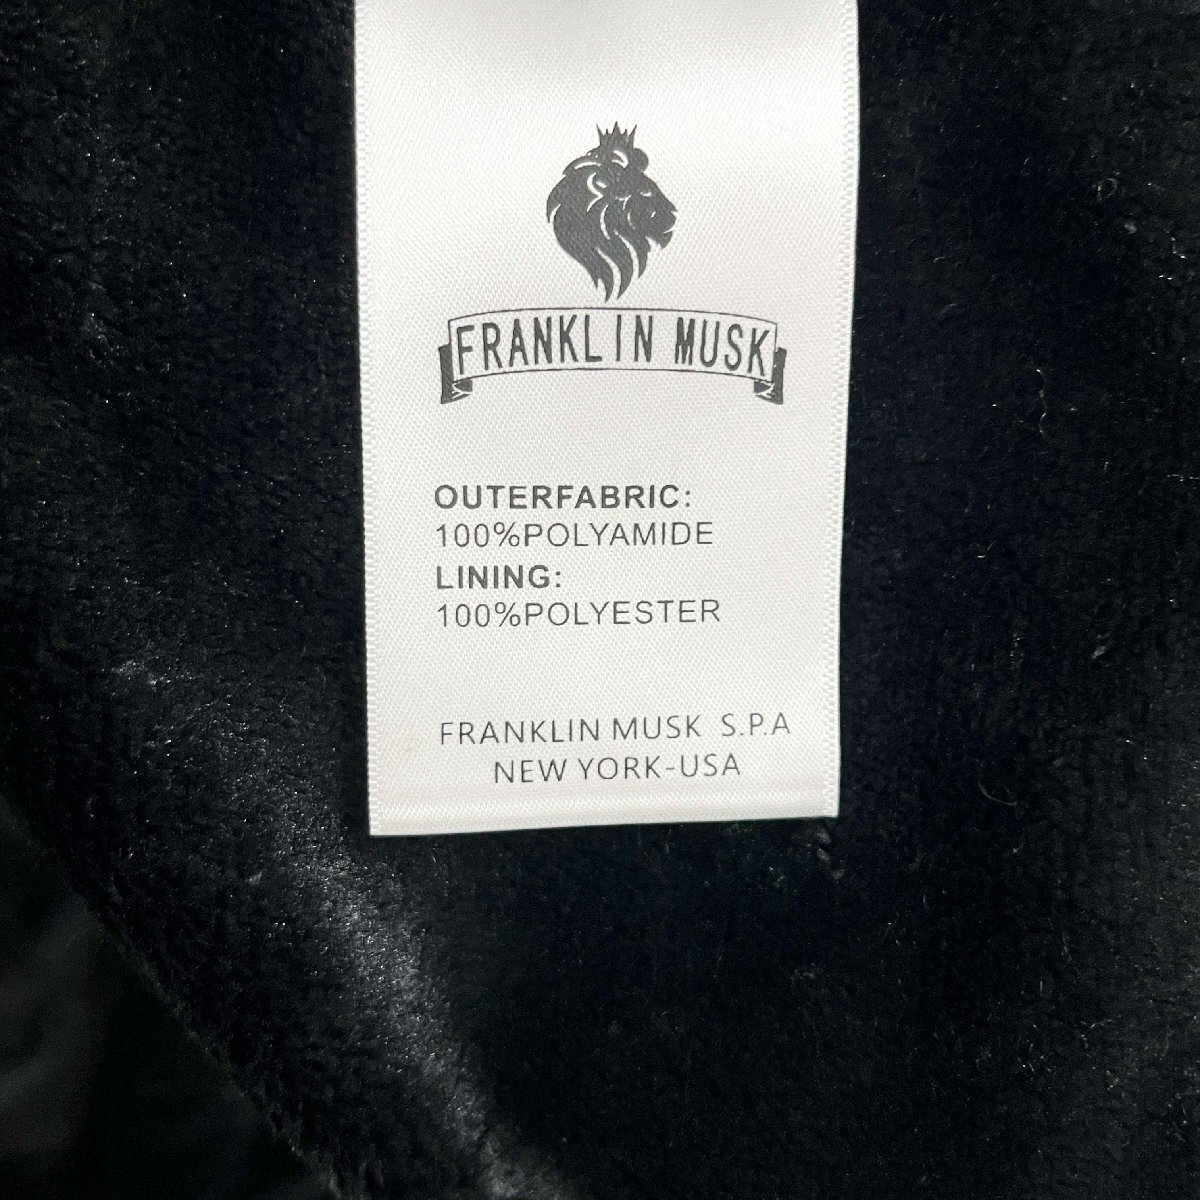 FRANKLIN MUSK
OUTERFABRIC:
100%POLYAMIDE
LINING:
100%POLYESTER
FRANKLIN MUSK S.P.A
NEW YORK-USA